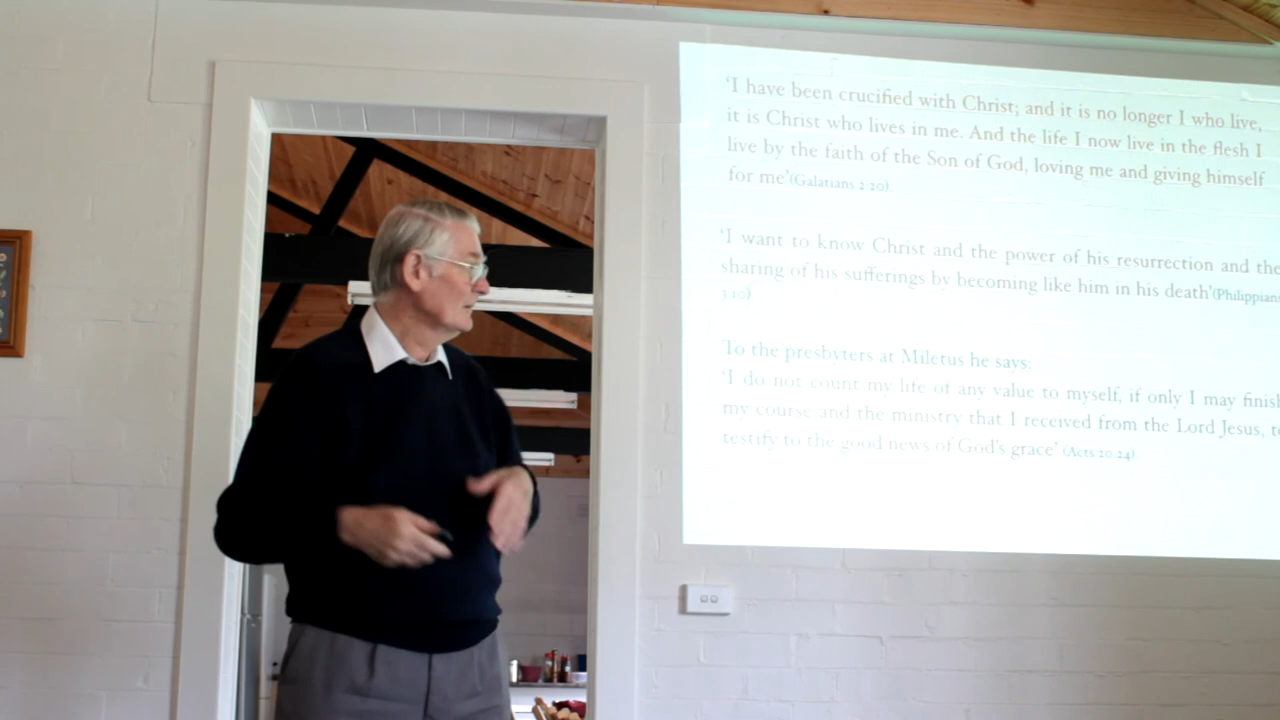 'I have been crucified with Christ; and it is no longer I who live,
it is Christ who lives in me. And the life I now live in the flesh I
live by the faith of the Son of God, loving me and giving himself
for me'(Galatians 2:20).
'I want to know Christ and the power of his resurrection and the
sharing of his sufferings by becoming like him in his death'(Philippians
3:10)
To the presbyters at Miletus he says:
'I do not count my life of any value to myself, if only I may finish
my course and the ministry that I received from the Lord Jesus, to
testify to the good news of God's grace' (Acts 20:24).